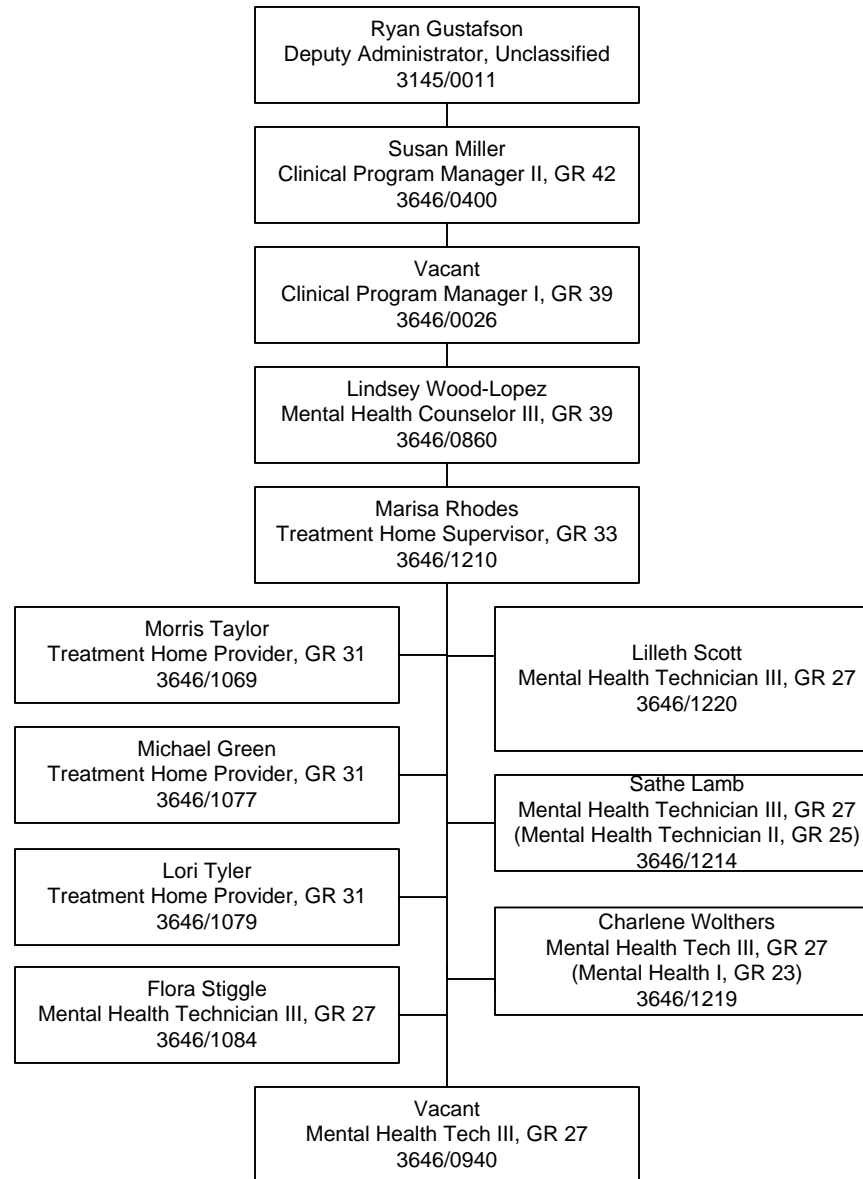 Ryan Gustafson
Deputy Administrator, Unclassified
3145/0011
Susan Miller
Clinical Program Manager II, GR 42
3646/0400
Vacant
Clinical Program Manager I, GR 39
3646/0026
Lindsey Wood-Lopez
Mental Health Counselor III, GR 39
3646/0860
Marisa Rhodes
Treatment Home Supervisor, GR 33
3646/1210
Morris Taylor
Treatment Home Provider, GR 31
3646/1069
Michael Green
Treatment Home Provider, GR 31
3646/1077
Lori Tyler
Treatment Home Provider, GR 31
3646/1079
Flora Stiggle
Mental Health Technician III, GR 27
3646/1084
Lilleth Scott
Mental Health Technician III, GR 27
3646/1220
Sathe Lamb
Mental Health Technician III, GR 27
(Mental Health Technician II, GR 25)
3646/1214
Charlene Wolthers
Mental Health Tech III, GR 27
(Mental Health I, GR 23)
3646/1219
Vacant
Mental Health Tech III, GR 27
3646/0940